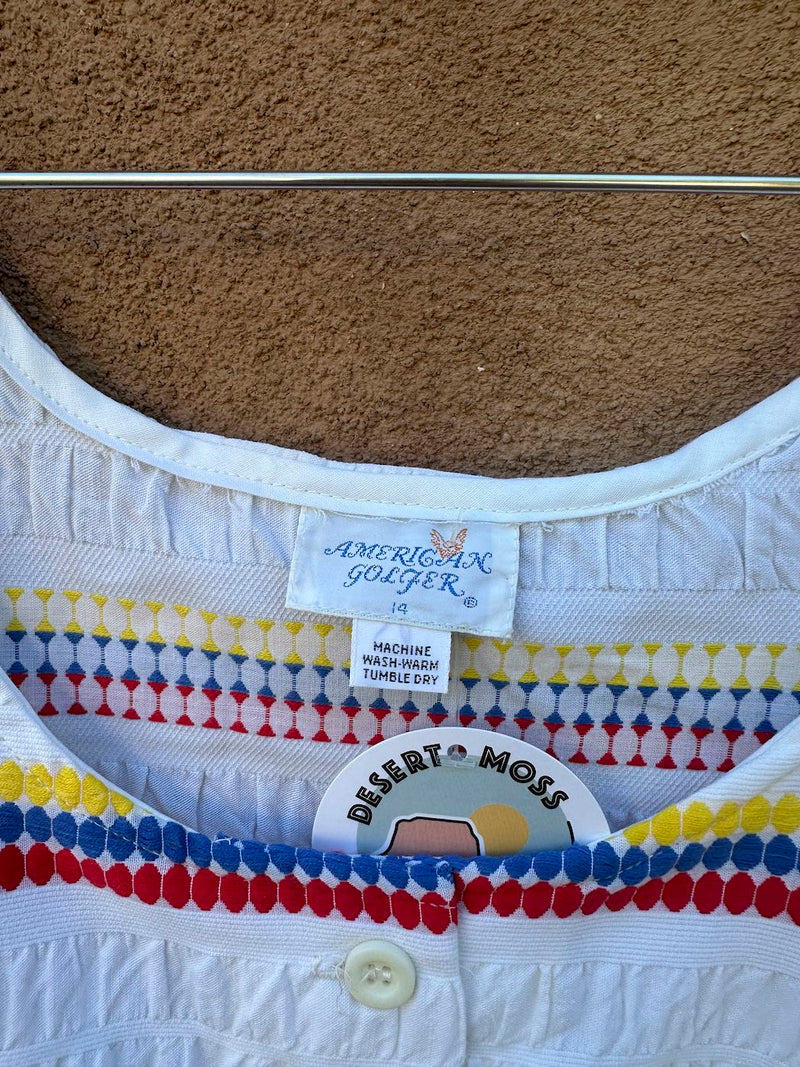 AMERICAN
GOLFER
®
14
MACHINE
WASH-WARM
TUMBLE DRY
DESERT MOSS